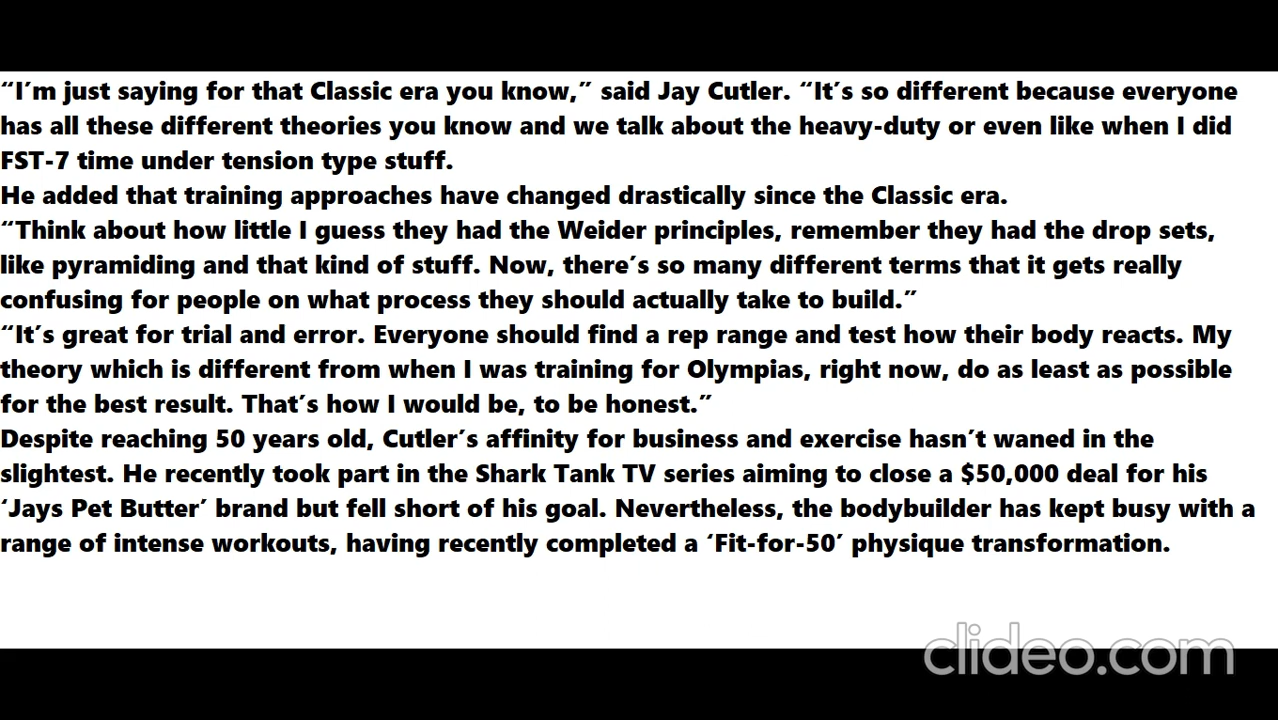 “I’m just saying for that Classic era you know,” said Jay Cutler. “It’s so different because everyone
has all these different theories you know and we talk about the heavy-duty or even like when I did
FST-7 time under tension type stuff.
He added that training approaches have changed drastically since the Classic era.
“Think about how little I guess they had the Weider principles, remember they had the drop sets,
like pyramiding and that kind of stuff. Now, there’s so many different terms that it gets really
confusing for people on what process they should actually take to build.”
“It’s great for trial and error. Everyone should find a rep range and test how their body reacts. My
theory which is different from when I was training for Olympias, right now, do as least as possible
for the best result. That’s how I would be, to be honest.”
Despite reaching 50 years old, Cutler’s affinity for business and exercise hasn’t waned in the
slightest. He recently took part in the Shark Tank TV series aiming to close a $50,000 deal for his
‘Jays Pet Butter’ brand but fell short of his goal. Nevertheless, the bodybuilder has kept busy with a
range of intense workouts, having recently completed a ‘Fit-for-50’ physique transformation.
clideo.com